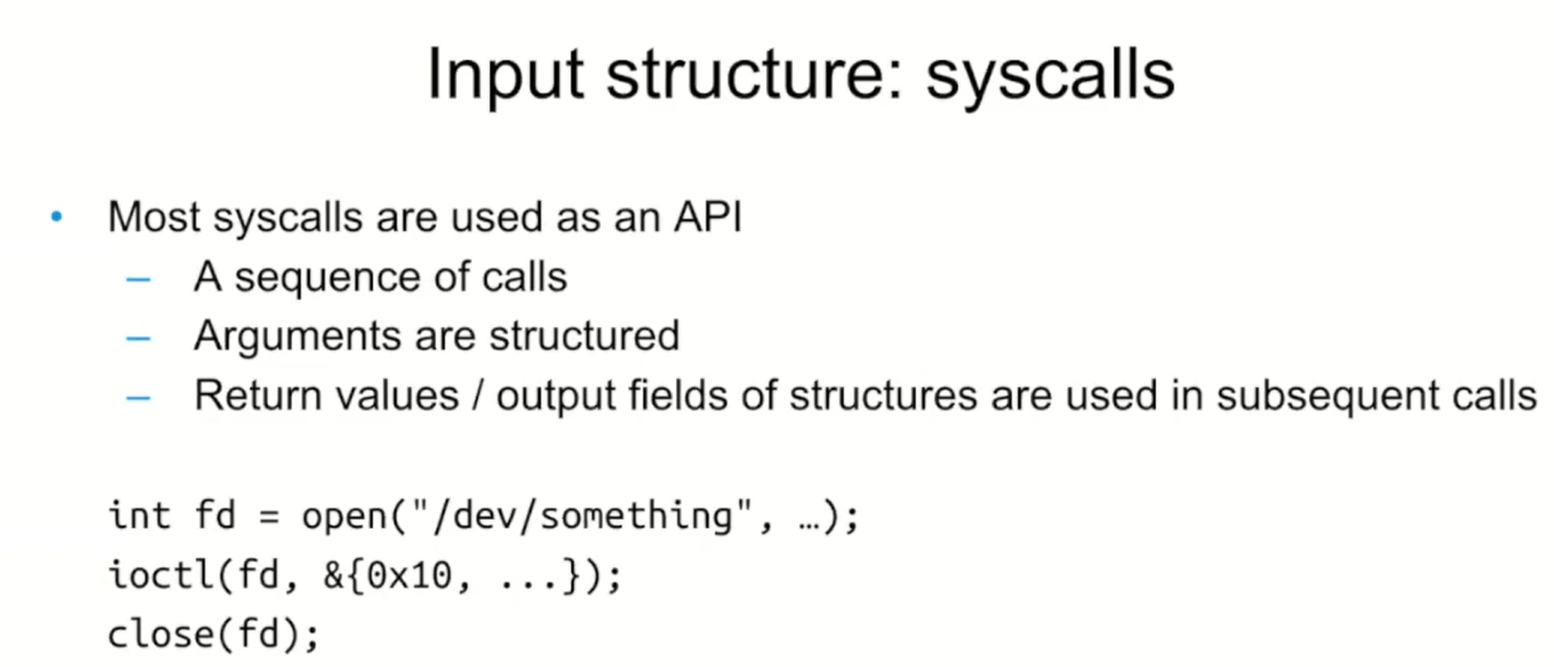 Input structure: syscalls
• Most syscalls are used as an API
– A sequence of calls
– Arguments are structured
– Return values / output fields of structures are used in subsequent calls
int fd = open("/dev/something", …);
ioctl(fd, &{0x10, ...});
close(fd);